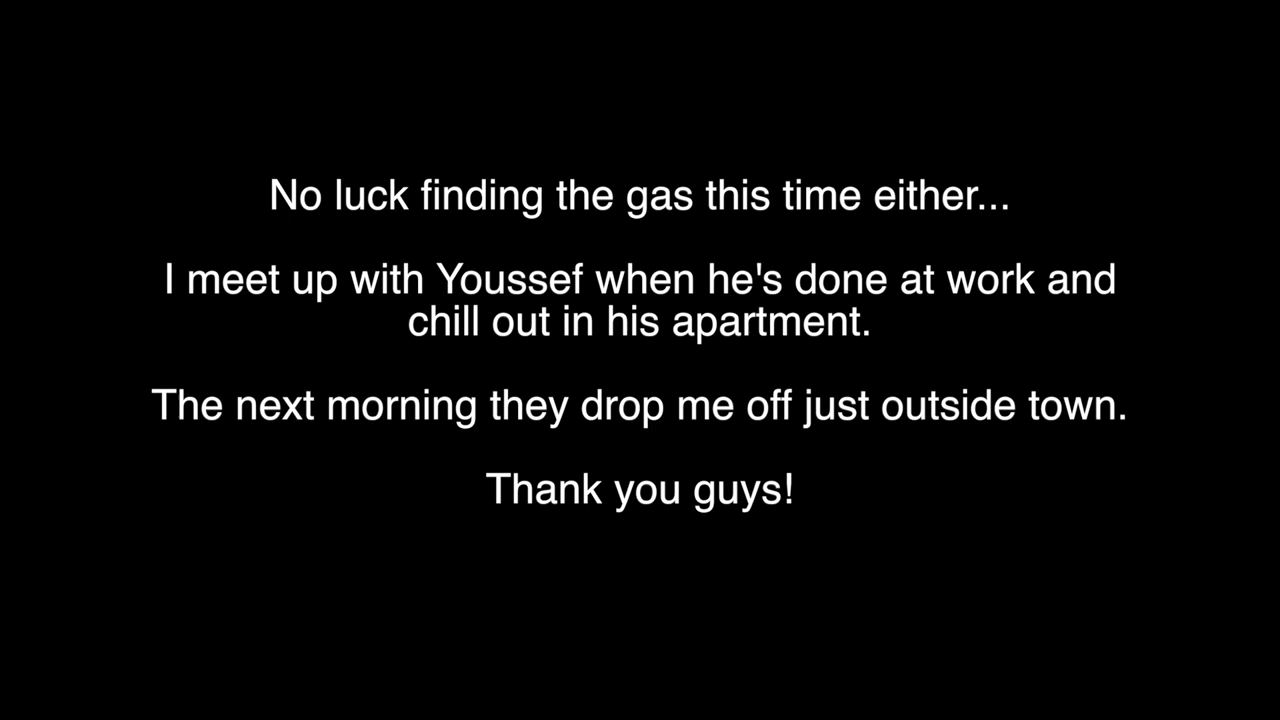 No luck finding the gas this time either...
I meet up with Youssef when he's done at work and
chill out in his apartment.
The next morning they drop me off just outside town.
Thank you guys!